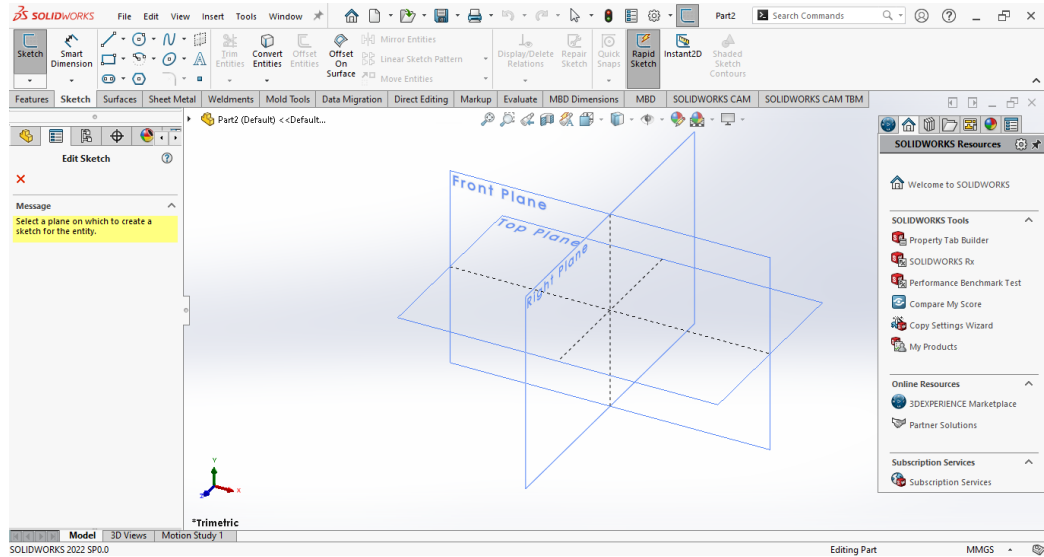 SOLIDWORKS File Edit View Insert Tools Window Part2 Search Commands
Sketch Smart Dimension Trim Entities Convert Entities Offset Entities Offset On Surface Mirror Entities Linear Sketch Pattern Move Entities Display/Delete Relations Repair Sketch Quick Snaps Rapid Sketch Instant2D Shaded Sketch Contours
Features Sketch Surfaces Sheet Metal Weldments Mold Tools Data Migration Direct Editing Markup Evaluate MBD Dimensions MBD SOLIDWORKS CAM SOLIDWORKS CAM TBM
Part2 (Default) <<Default...
Edit Sketch
Message
Select a plane on which to create a
sketch for the entity.
Front Plane
Top Plane
Right Plane
Y
X
Z
*Trimetric
SOLIDWORKS Resources
Welcome to SOLIDWORKS
SOLIDWORKS Tools
Property Tab Builder
SOLIDWORKS Rx
Performance Benchmark Test
Compare My Score
Copy Settings Wizard
My Products
Online Resources
3DEXPERIENCE Marketplace
Partner Solutions
Subscription Services
Subscription Services
Model 3D Views Motion Study 1
SOLIDWORKS 2022 SP0.0 Editing Part MMGS